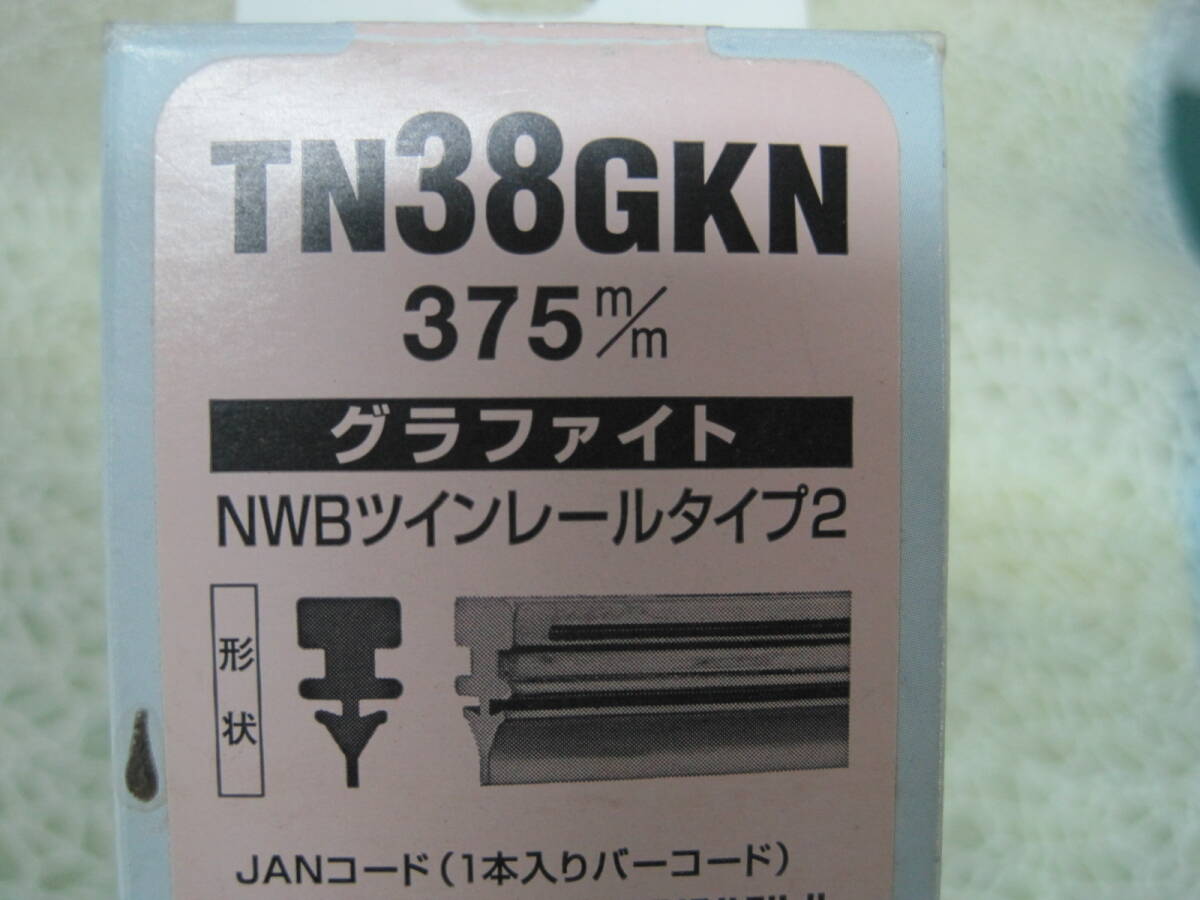 TN38GKN
375m/m
グラファイト
NWBツインレールタイプ2
形状
JANコード(1本入りバーコード)